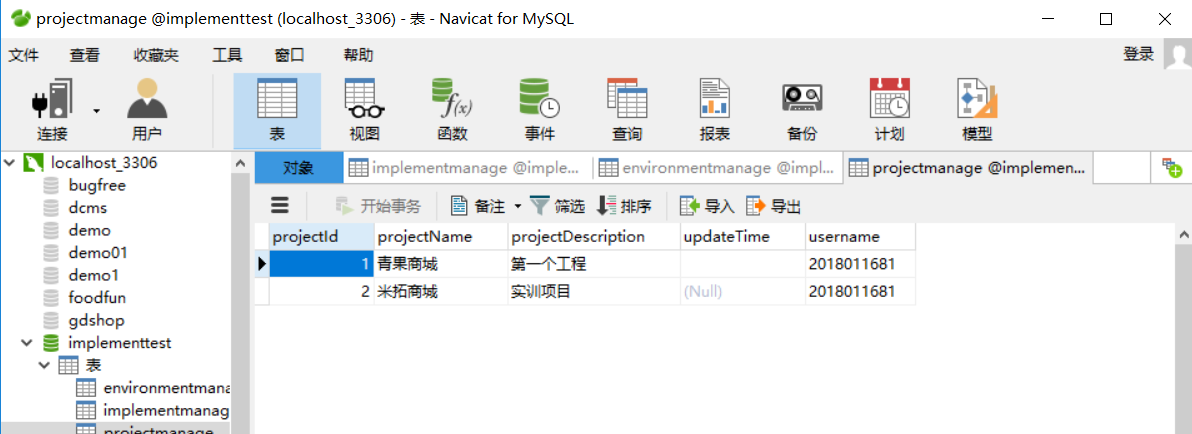 projectmanage @implementtest (localhost_3306) - 表 - Navicat for MySQL
文件 查看 收藏夹 工具 窗口 帮助 登录
连接 用户 表 视图 函数 事件 查询 报表 备份 计划 模型
f(x)
localhost_3306
bugfree
dcms
demo
demo01
demo1
foodfun
gdshop
implementtest
表
environmentmana
implementmanag
projectmanage
对象 implementmanage @imple... environmentmanage @impl... projectmanage @implemen...
开始事务 备注 筛选 排序 导入 导出
projectId projectName projectDescription updateTime username
1 青果商城 第一个工程 2018011681
2 米拓商城 实训项目 (Null) 2018011681